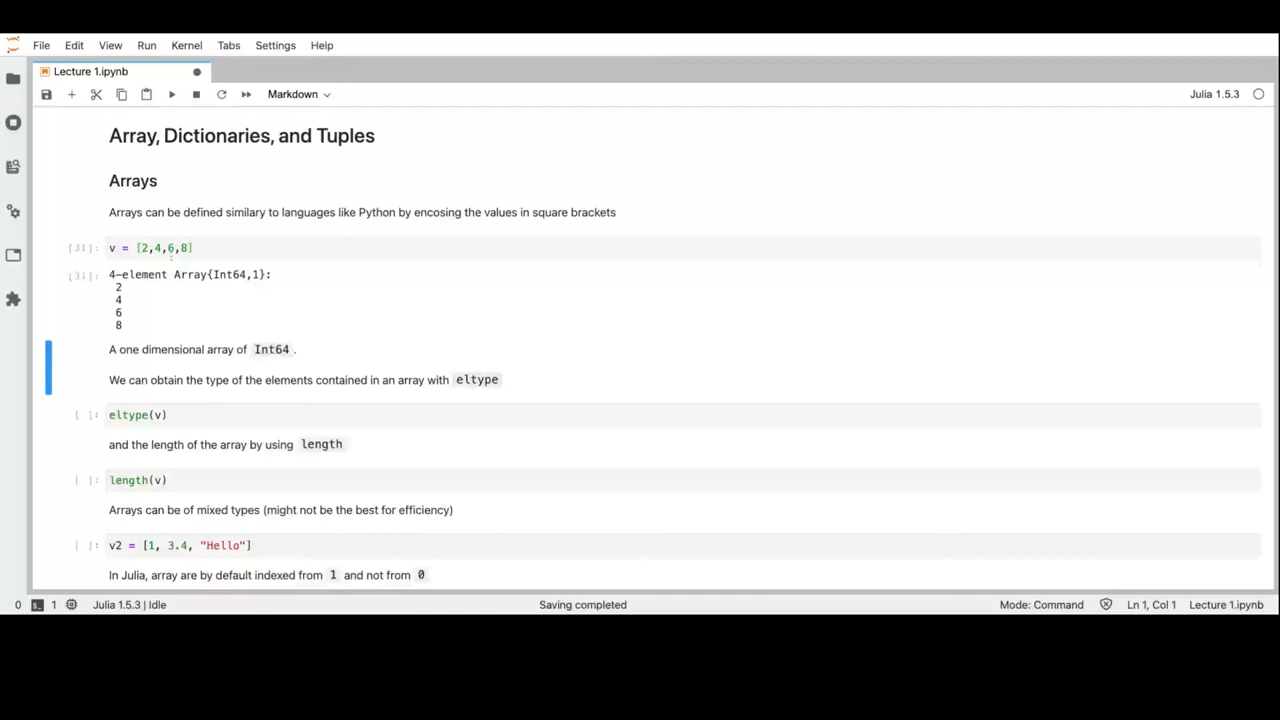 File Edit View Run Kernel Tabs Settings Help
Lecture 1.ipynb
Markdown Julia 1.5.3
Array, Dictionaries, and Tuples
Arrays
Arrays can be defined similary to languages like Python by encosing the values in square brackets
[31]: v = [2,4,6,8]
[31]: 4-element Array{Int64,1}:
2
4
6
8
A one dimensional array of Int64 .
We can obtain the type of the elements contained in an array with eltype
[ ]: eltype(v)
and the length of the array by using length
[ ]: length(v)
Arrays can be of mixed types (might not be the best for efficiency)
[ ]: v2 = [1, 3.4, "Hello"]
In Julia, array are by default indexed from 1 and not from 0
0 $_ 1 Julia 1.5.3 | Idle Saving completed Mode: Command Ln 1, Col 1 Lecture 1.ipynb